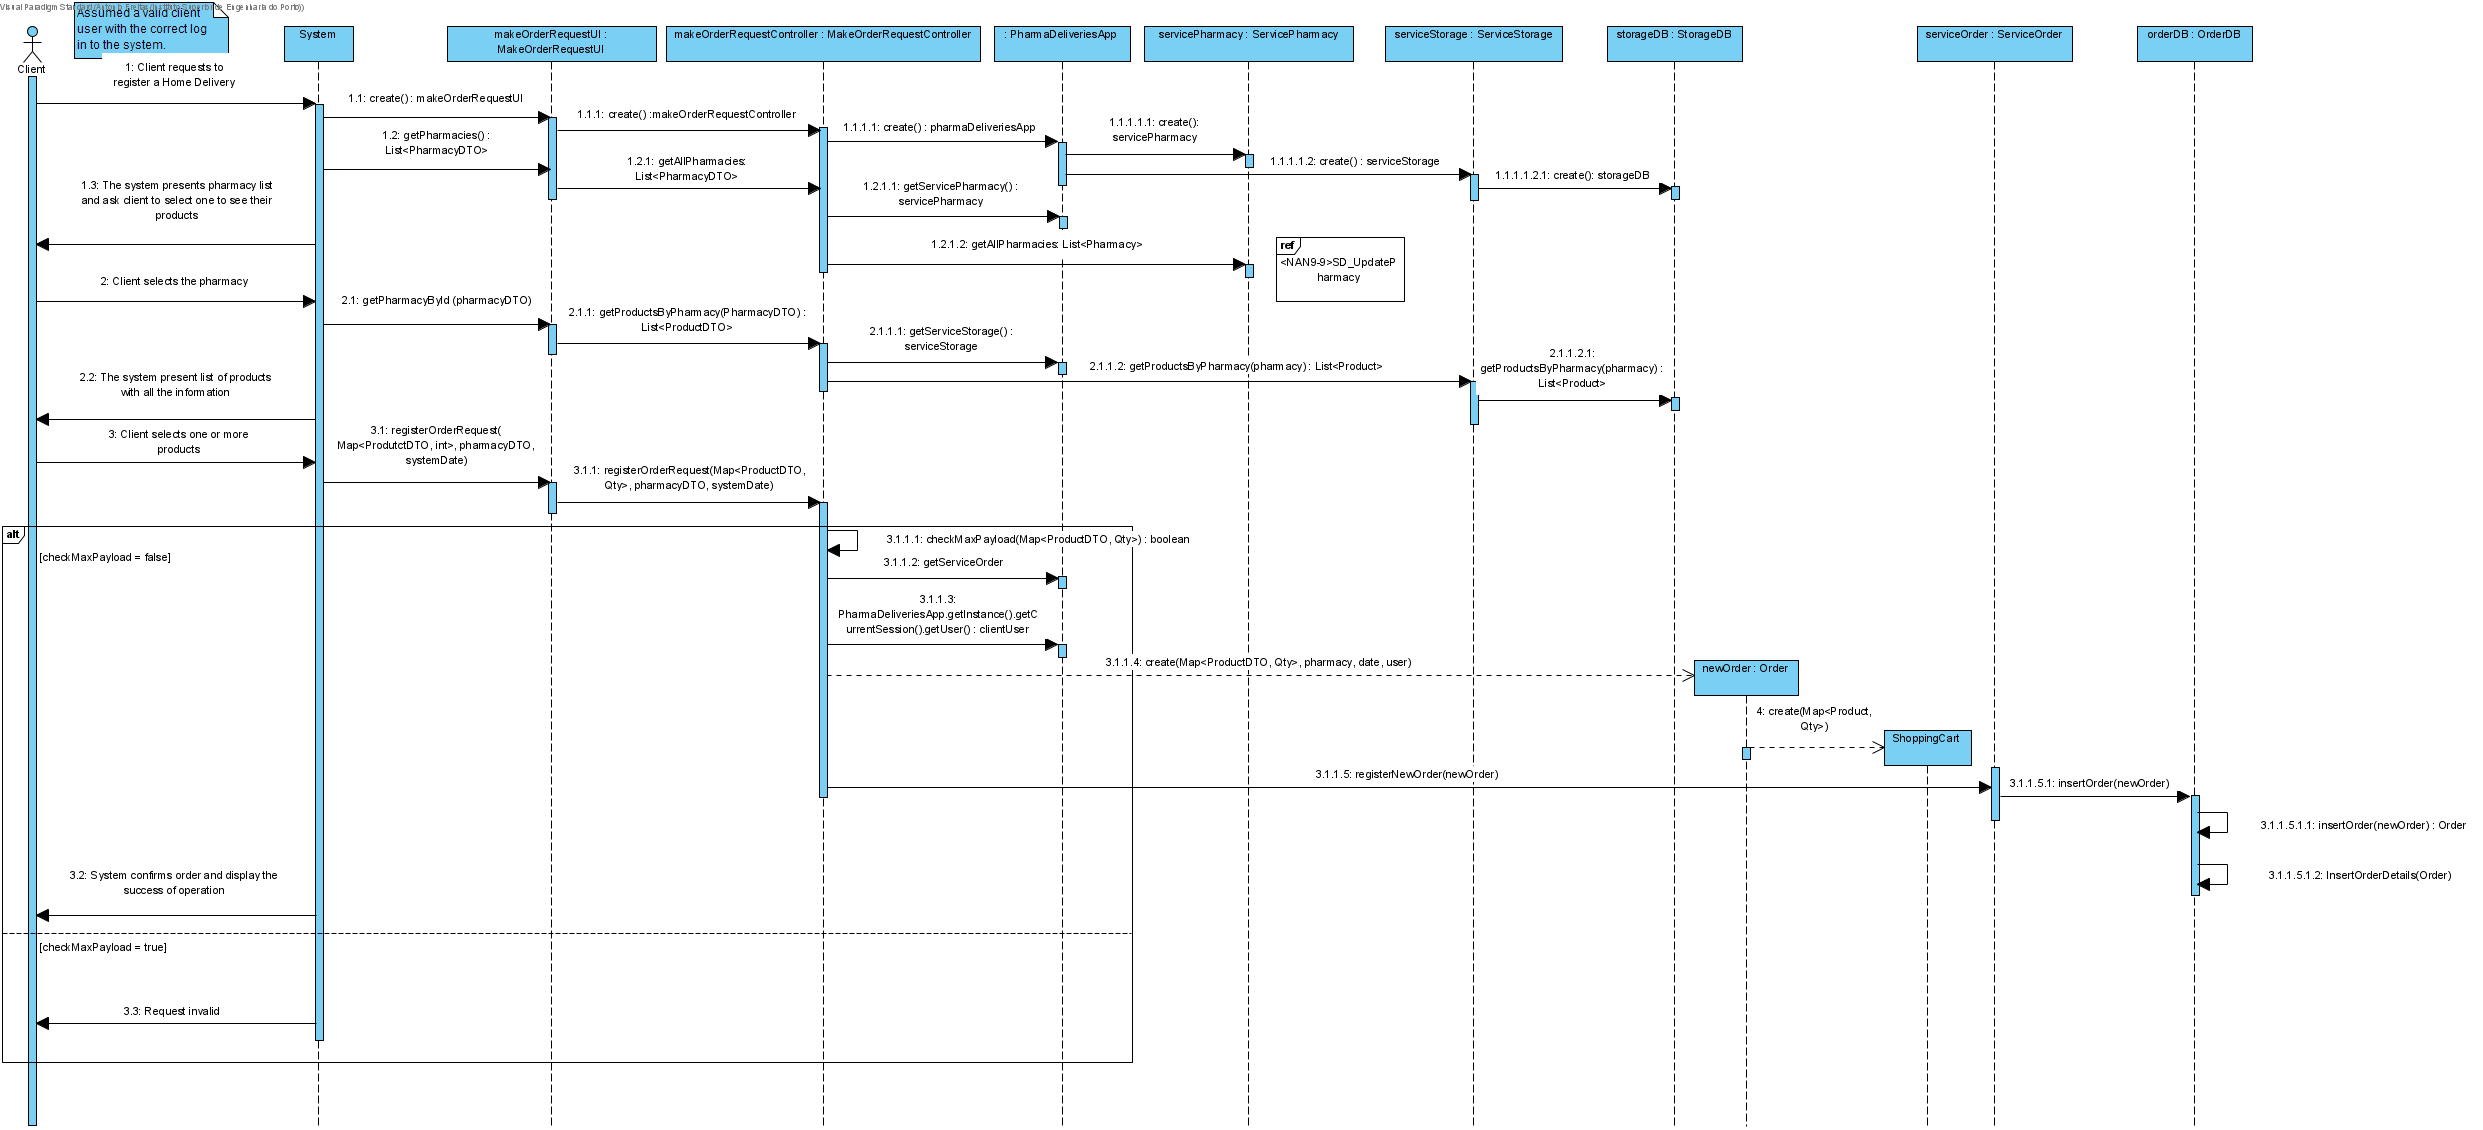 Visual Paradigm Standard (Antonio Freitas(Instituto Superior de Engenharia do Porto))
Assumed a valid client
user with the correct log
in to the system.
Client
System
makeOrderRequestUI :
MakeOrderRequestUI
makeOrderRequestController : MakeOrderRequestController
: PharmaDeliveriesApp
servicePharmacy : ServicePharmacy
serviceStorage : ServiceStorage
storageDB : StorageDB
serviceOrder : ServiceOrder
orderDB : OrderDB
1: Client requests to
register a Home Delivery
1.1: create() : makeOrderRequestUI
1.1.1: create() :makeOrderRequestController
1.1.1.1: create() : pharmaDeliveriesApp
1.1.1.1.1: create():
servicePharmacy
1.1.1.1.2: create() : serviceStorage
1.1.1.1.2.1: create(): storageDB
1.2: getPharmacies() :
List<PharmacyDTO>
1.2.1: getAllPharmacies:
List<PharmacyDTO>
1.2.1.1: getServicePharmacy() :
servicePharmacy
1.2.1.2: getAllPharmacies: List<Pharmacy>
ref
<NAN9-9>SD_UpdateP
harmacy
1.3: The system presents pharmacy list
and ask client to select one to see their
products
2: Client selects the pharmacy
2.1: getPharmacyById (pharmacyDTO)
2.1.1: getProductsByPharmacy(PharmacyDTO) :
List<ProductDTO>
2.1.1.1: getServiceStorage() :
serviceStorage
2.1.1.2: getProductsByPharmacy(pharmacy) : List<Product>
2.1.1.2.1:
getProductsByPharmacy(pharmacy) :
List<Product>
2.2: The system present list of products
with all the information
3: Client selects one or more
products
3.1: registerOrderRequest(
Map<ProdutctDTO, int>, pharmacyDTO,
systemDate)
3.1.1: registerOrderRequest(Map<ProductDTO,
Qty>, pharmacyDTO, systemDate)
alt
[checkMaxPayload = false]
3.1.1.1: checkMaxPayload(Map<ProductDTO, Qty>) : boolean
3.1.1.2: getServiceOrder
3.1.1.3:
PharmaDeliveriesApp.getInstance().getC
urrentSession().getUser() : clientUser
3.1.1.4: create(Map<ProductDTO, Qty>, pharmacy, date, user)
newOrder : Order
4: create(Map<Product,
Qty>)
ShoppingCart
3.1.1.5: registerNewOrder(newOrder)
3.1.1.5.1: insertOrder(newOrder)
3.1.1.5.1.1: insertOrder(newOrder) : Order
3.1.1.5.1.2: InsertOrderDetails(Order)
3.2: System confirms order and display the
success of operation
[checkMaxPayload = true]
3.3: Request invalid